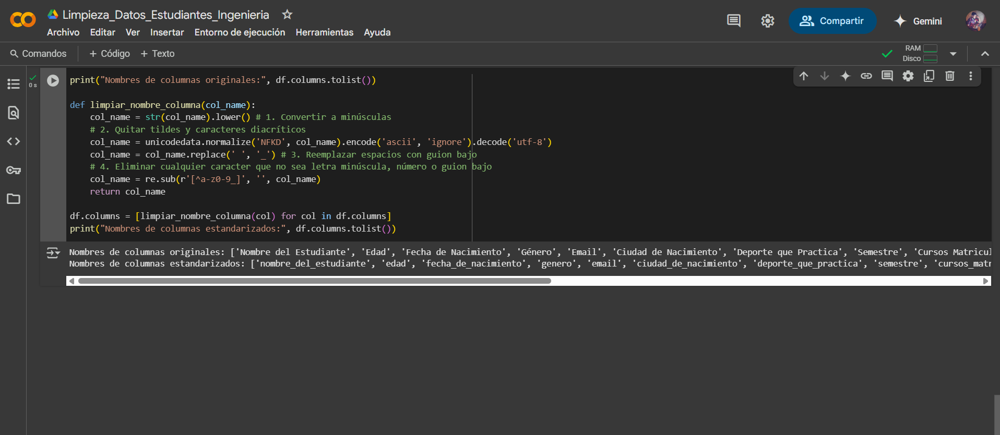 Limpieza_Datos_Estudiantes_Ingenieria
Archivo Editar Ver Insertar Entorno de ejecución Herramientas Ayuda
Compartir
Gemini
Comandos + Código + Texto
RAM
Disco
0 s
print("Nombres de columnas originales:", df.columns.tolist())
def limpiar_nombre_columna(col_name):
    col_name = str(col_name).lower() # 1. Convertir a minúsculas
    # 2. Quitar tildes y caracteres diacríticos
    col_name = unicodedata.normalize('NFKD', col_name).encode('ascii', 'ignore').decode('utf-8')
    col_name = col_name.replace(' ', '_') # 3. Reemplazar espacios con guion bajo
    # 4. Eliminar cualquier caracter que no sea letra minúscula, número o guion bajo
    col_name = re.sub(r'[^a-z0-9_]', '', col_name)
    return col_name
df.columns = [limpiar_nombre_columna(col) for col in df.columns]
print("Nombres de columnas estandarizados:", df.columns.tolist())
Nombres de columnas originales: ['Nombre del Estudiante', 'Edad', 'Fecha de Nacimiento', 'Género', 'Email', 'Ciudad de Nacimiento', 'Deporte que Practica', 'Semestre', 'Cursos Matricul
Nombres de columnas estandarizados: ['nombre_del_estudiante', 'edad', 'fecha_de_nacimiento', 'genero', 'email', 'ciudad_de_nacimiento', 'deporte_que_practica', 'semestre', 'cursos_matr